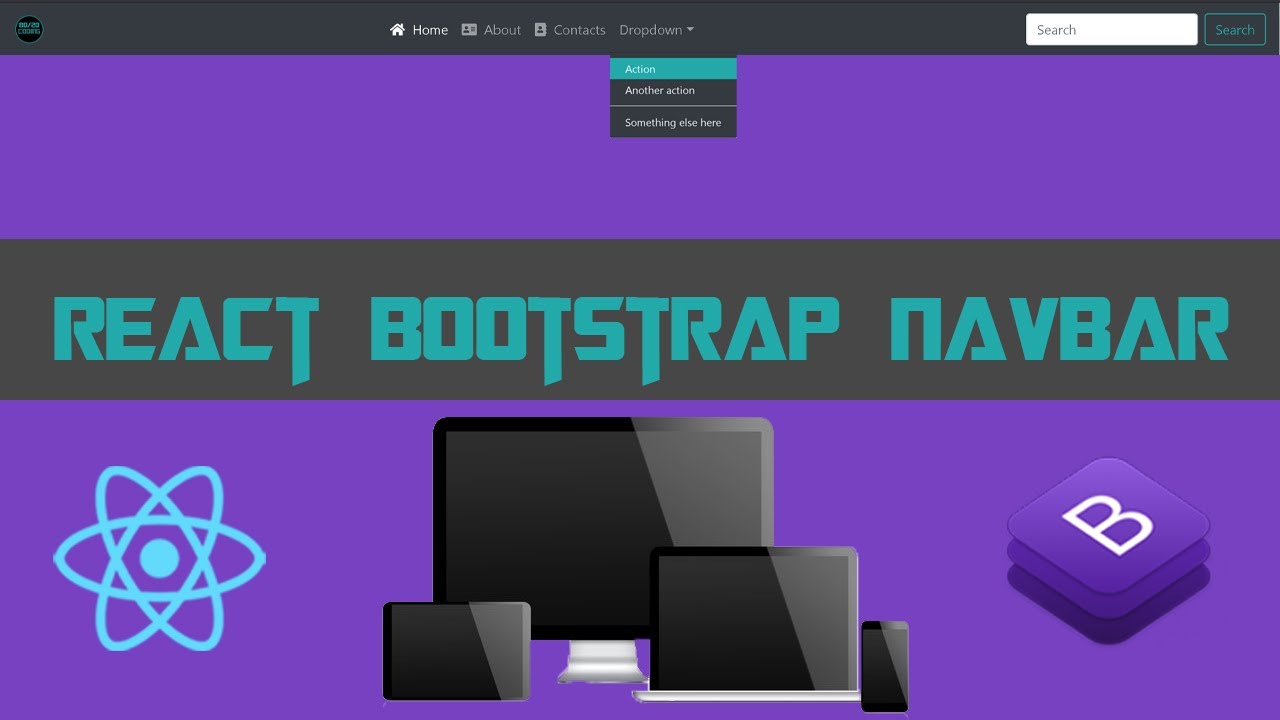 80/20
CODING
Home
About
Contacts
Dropdown
Search
Search
Action
Another action
Something else here
REACT BOOTSTRAP NAVBAR
B